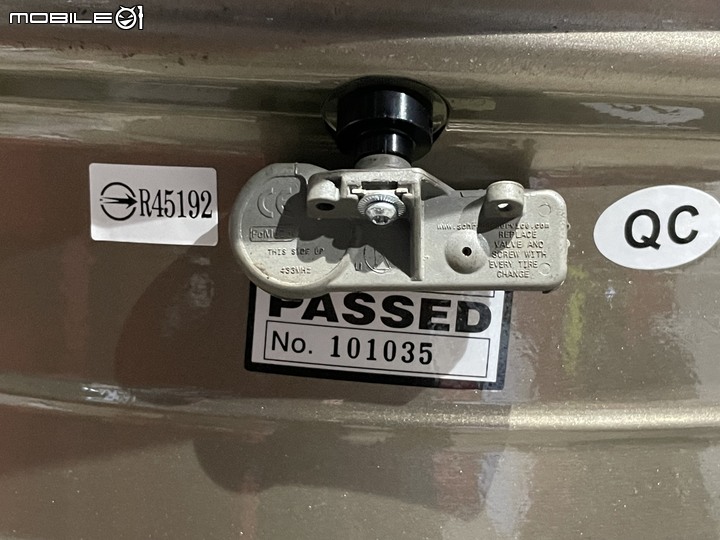 MOBILE01
R45192
THIS SIDE UP
433MHz
REPLACE
VALVE AND
SCREW WITH
EVERY TIRE
CHANGE
QC
PASSED
No. 101035